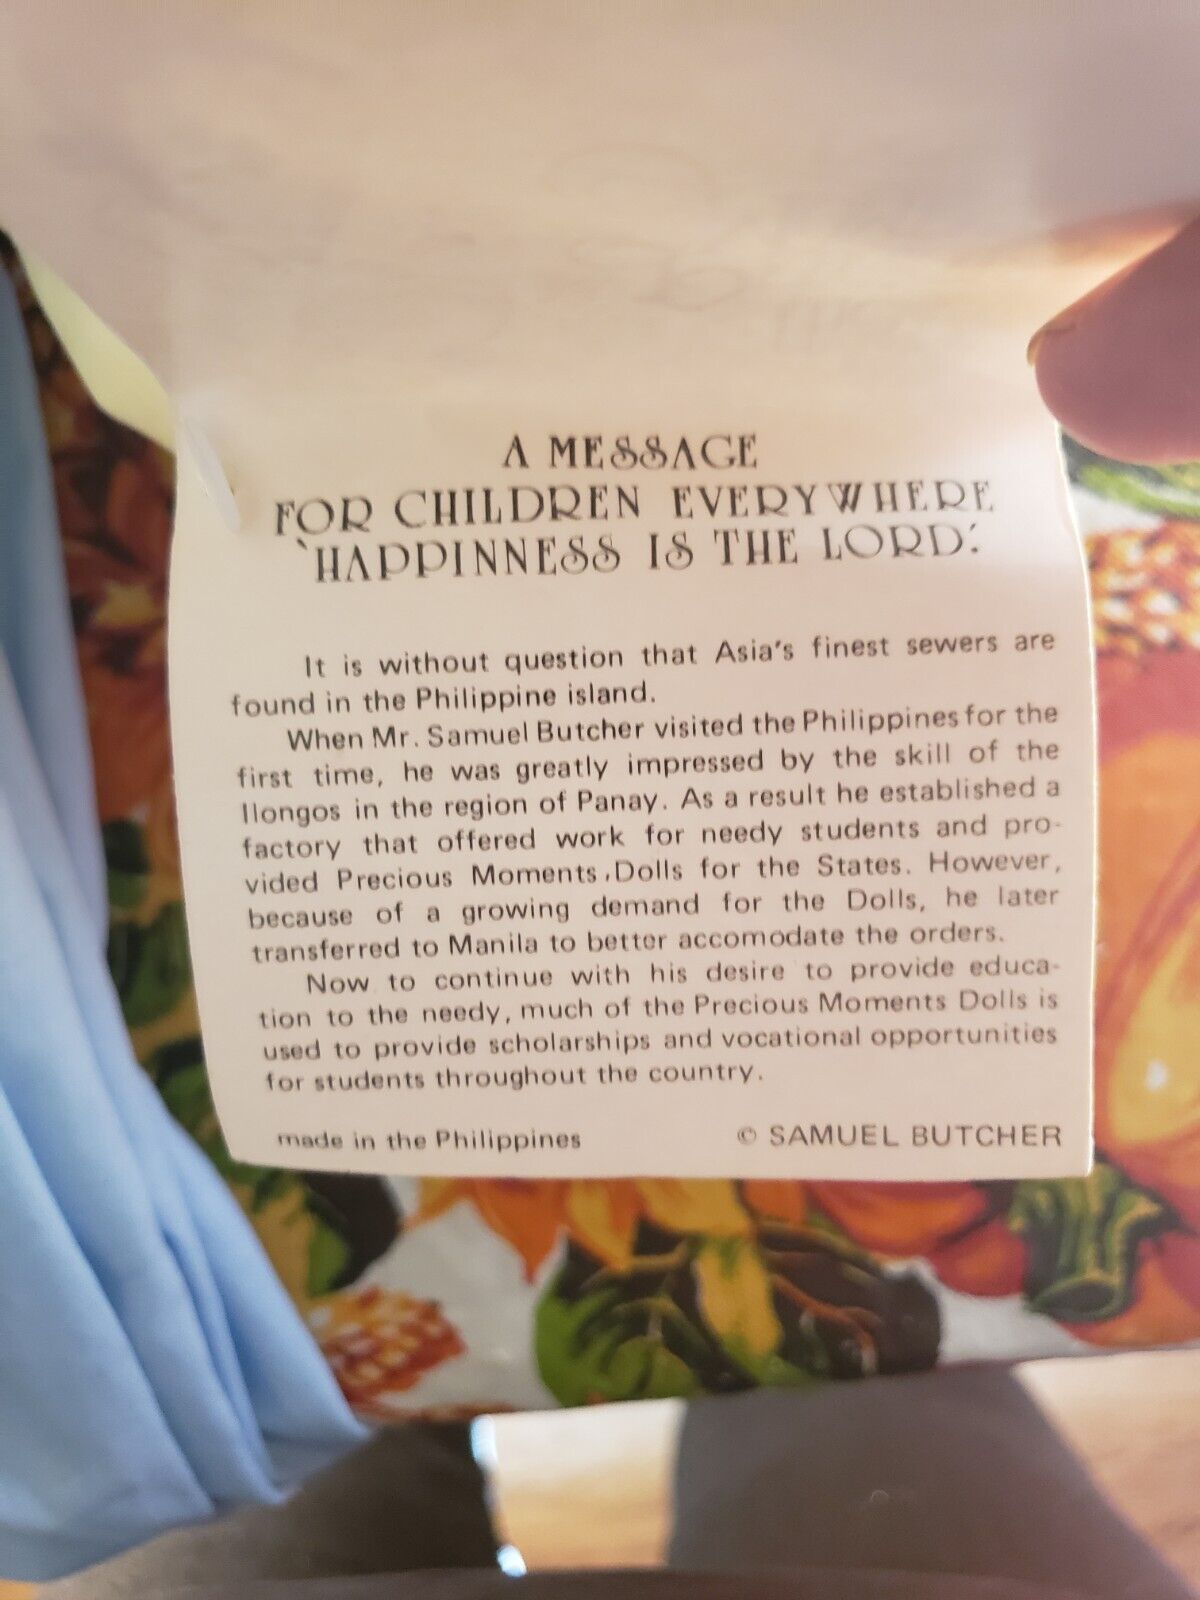 A MESSAGE
FOR CHILDREN EVERYWHERE
`HAPPINNESS IS THE LORD'.
It is without question that Asia's finest sewers are
found in the Philippine island.
When Mr. Samuel Butcher visited the Philippines for the
first time, he was greatly impressed by the skill of the
Ilongos in the region of Panay. As a result he established a
factory that offered work for needy students and pro-
vided Precious Moments.Dolls for the States. However,
because of a growing demand for the Dolls, he later
transferred to Manila to better accomodate the orders.
Now to continue with his desire to provide educa-
tion to the needy, much of the Precious Moments Dolls is
used to provide scholarships and vocational opportunities
for students throughout the country.
made in the Philippines © SAMUEL BUTCHER